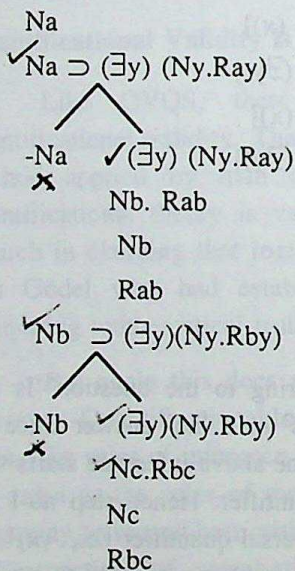 Na
✓ Na ⊃ (∃y) (Ny.Ray)
-Na ✓(∃y) (Ny.Ray)
×
Nb. Rab
Nb
Rab
✓ Nb ⊃ (∃y)(Ny.Rby)
-Nb ✓(∃y)(Ny.Rby)
×
Nc.Rbc
Nc
Rbc